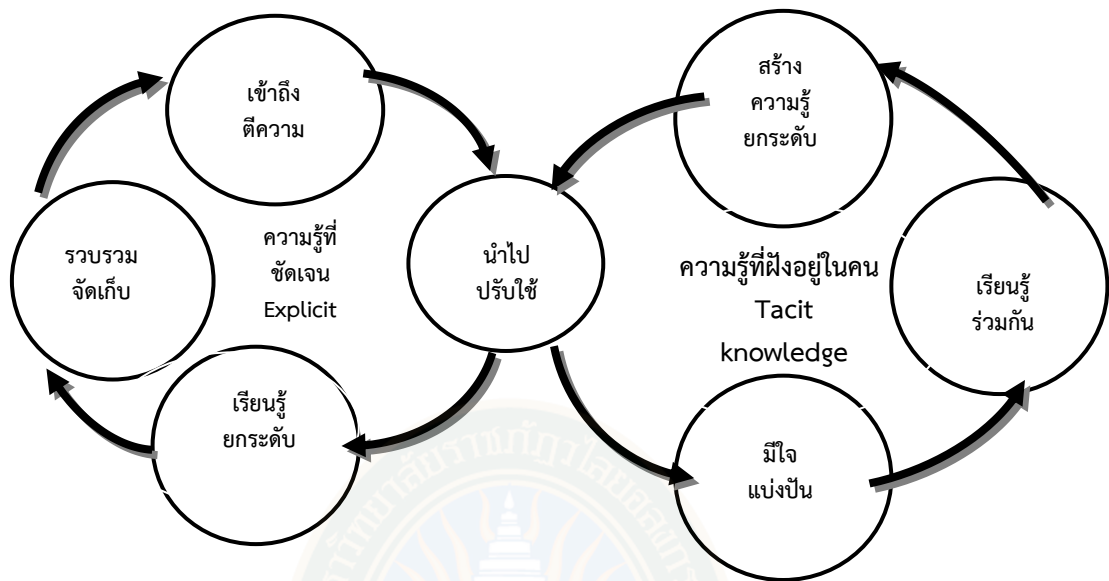 เข้าถึง
ตีความ
สร้าง
ความรู้
ยกระดับ
รวบรวม
จัดเก็บ
ความรู้ที่
ชัดเจน
Explicit
นำไป
ปรับใช้
ความรู้ที่ฝังอยู่ในคน
Tacit
knowledge
เรียนรู้
ร่วมกัน
เรียนรู้
ยกระดับ
มีใจ
แบ่งปัน